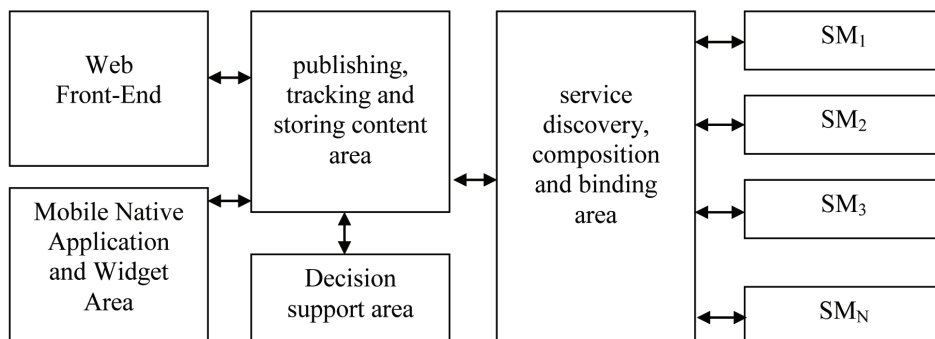 Web
Front-End
publishing,
tracking and
storing content
area
service
discovery,
composition
and binding
area
SM₁
SM₂
SM₃
SM_N
Mobile Native
Application
and Widget
Area
Decision
support area